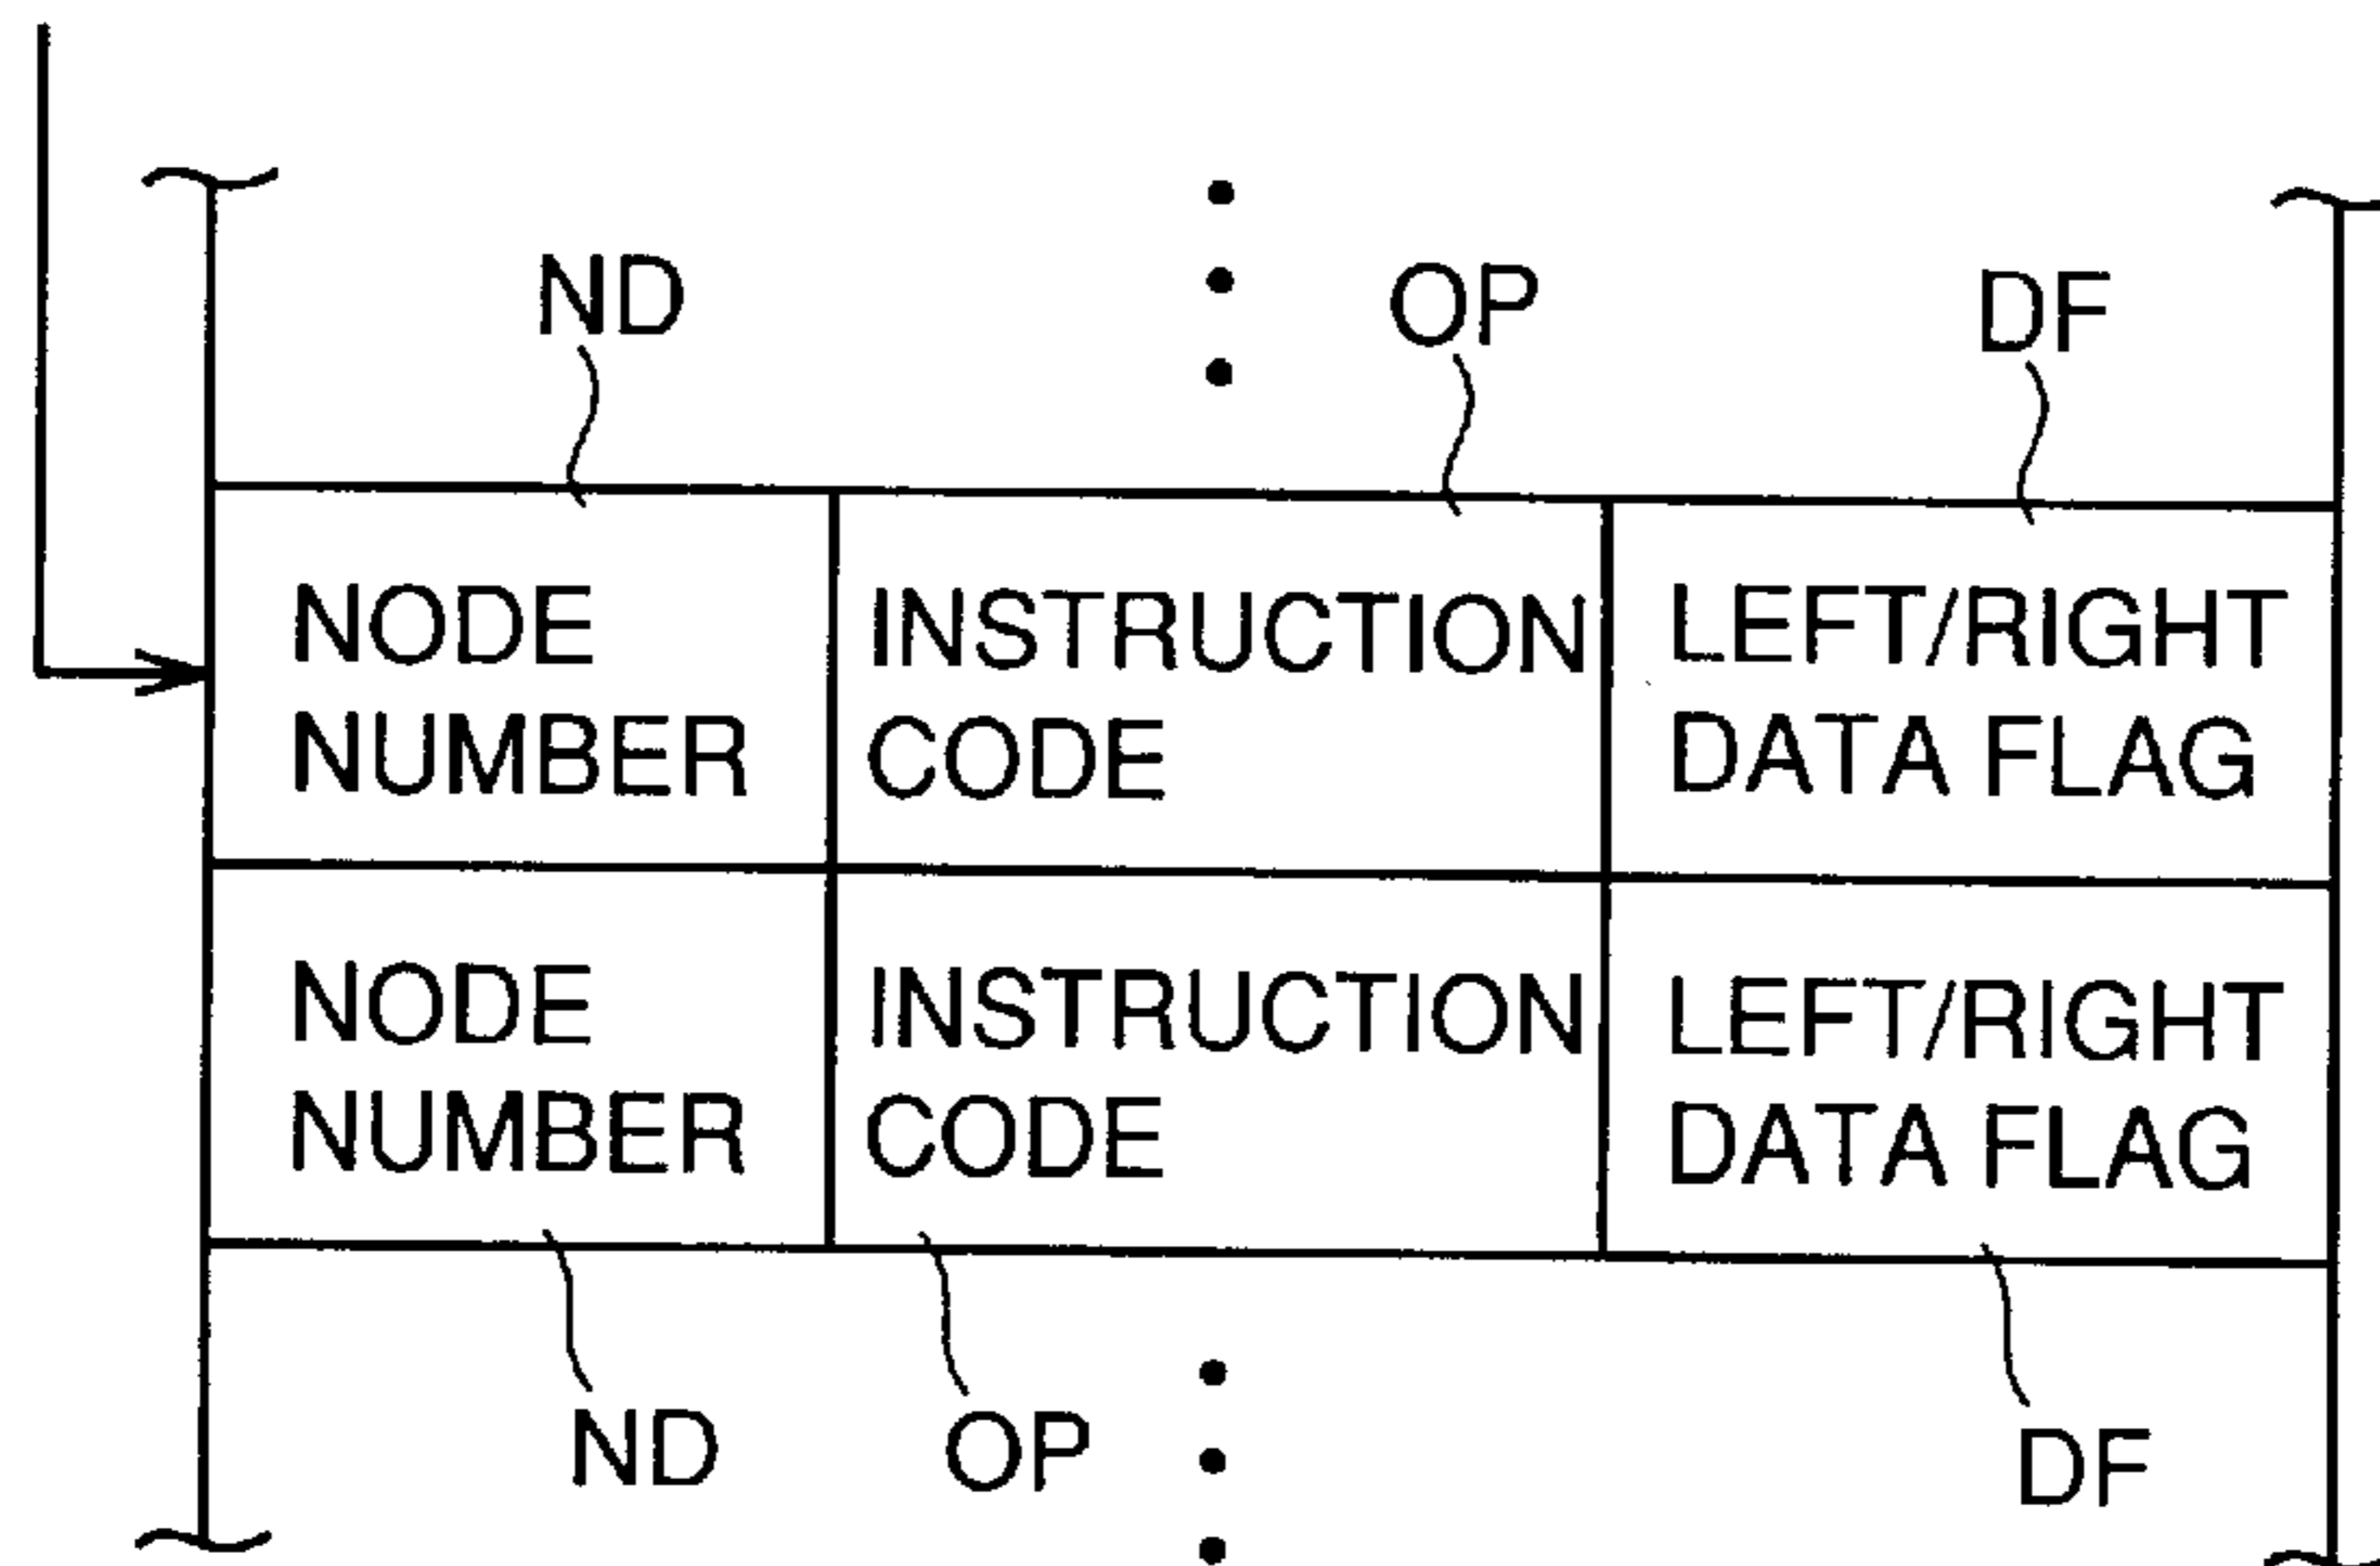 ND OP DF
NODE INSTRUCTION LEFT/RIGHT
NUMBER CODE DATA FLAG
NODE INSTRUCTION LEFT/RIGHT
NUMBER CODE DATA FLAG
ND OP DF